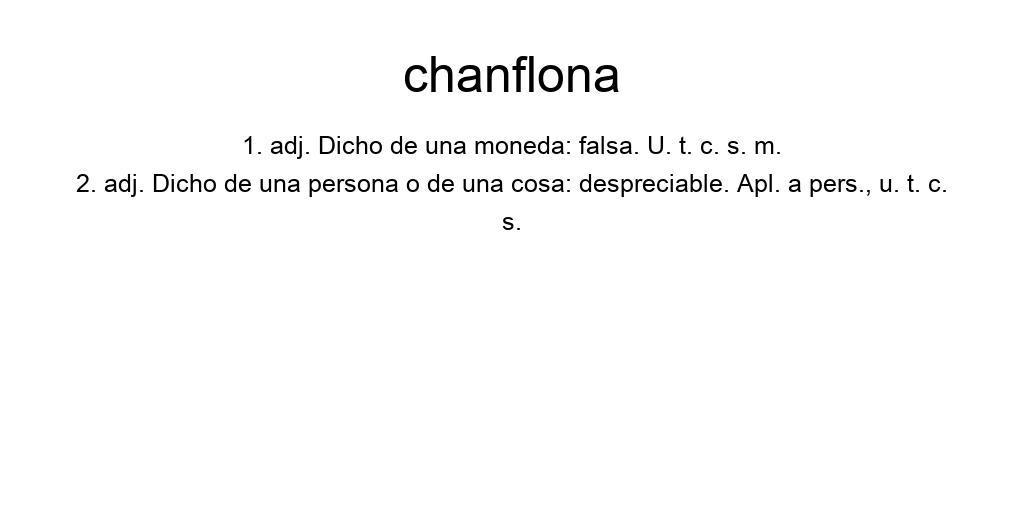 chanflona
1. adj. Dicho de una moneda: falsa. U. t. c. s. m.
2. adj. Dicho de una persona o de una cosa: despreciable. Apl. a pers., u. t. c.
s.